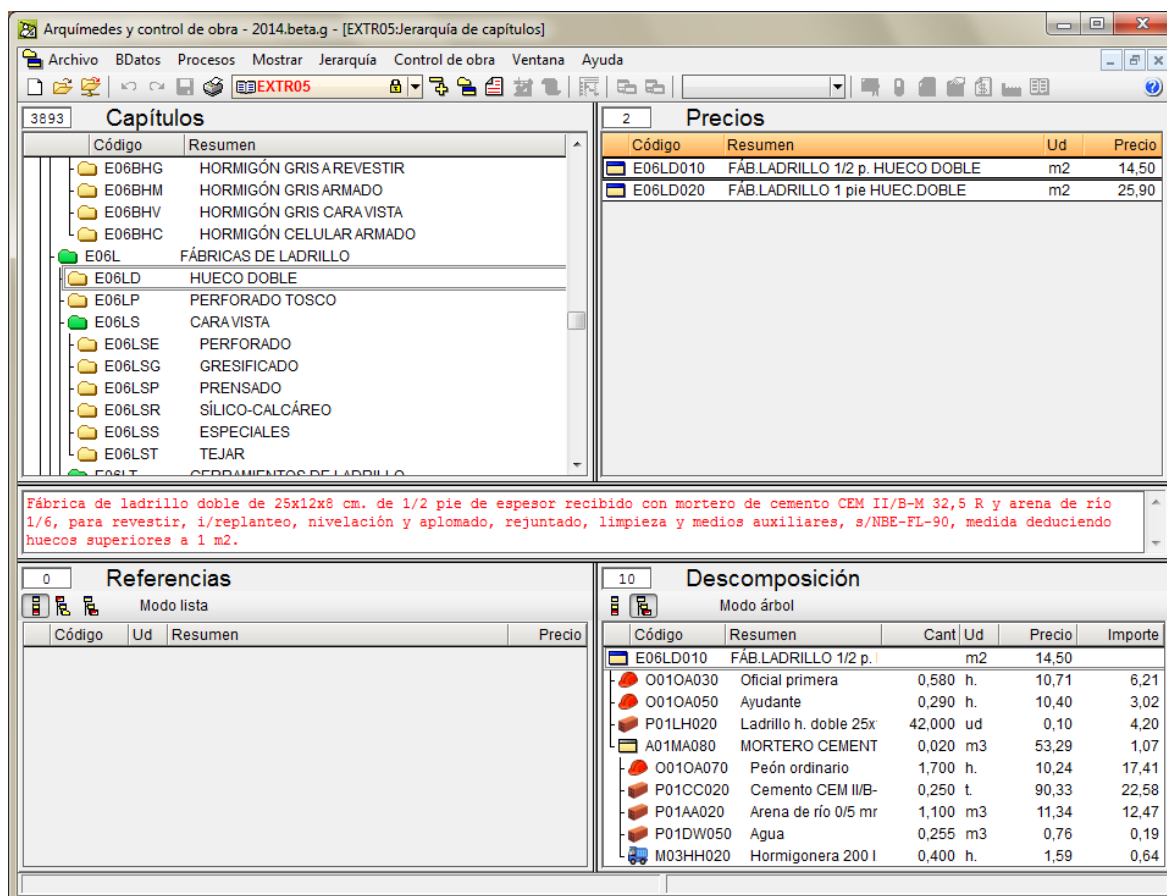 Arquímedes y control de obra - 2014.beta.g - [EXTR05:Jerarquía de capítulos]
Archivo BDatos Procesos Mostrar Jerarquía Control de obra Ventana Ayuda
EXTR05
3893 Capítulos
Código Resumen
E06BHG HORMIGÓN GRIS A REVESTIR
E06BHM HORMIGÓN GRIS ARMADO
E06BHV HORMIGÓN GRIS CARA VISTA
E06BHC HORMIGÓN CELULAR ARMADO
E06L FÁBRICAS DE LADRILLO
E06LD HUECO DOBLE
E06LP PERFORADO TOSCO
E06LS CARA VISTA
E06LSE PERFORADO
E06LSG GRESIFICADO
E06LSP PRENSADO
E06LSR SÍLICO-CALCÁREO
E06LSS ESPECIALES
E06LST TEJAR
E06LT CERRAMIENTOS DE LADRILLO
2 Precios
Código Resumen Ud Precio
E06LD010 FÁB.LADRILLO 1/2 p. HUECO DOBLE m2 14,50
E06LD020 FÁB.LADRILLO 1 pie HUEC.DOBLE m2 25,90
Fábrica de ladrillo doble de 25x12x8 cm. de 1/2 pie de espesor recibido con mortero de cemento CEM II/B-M 32,5 R y arena de río
1/6, para revestir, i/replanteo, nivelación y aplomado, rejuntado, limpieza y medios auxiliares, s/NBE-FL-90, medida deduciendo
huecos superiores a 1 m2.
0 Referencias
Modo lista
Código Ud Resumen Precio
10 Descomposición
Modo árbol
Código Resumen Cant Ud Precio Importe
E06LD010 FÁB.LADRILLO 1/2 p. m2 14,50
O01OA030 Oficial primera 0,580 h. 10,71 6,21
O01OA050 Ayudante 0,290 h. 10,40 3,02
P01LH020 Ladrillo h. doble 25x 42,000 ud 0,10 4,20
A01MA080 MORTERO CEMENT 0,020 m3 53,29 1,07
O01OA070 Peón ordinario 1,700 h. 10,24 17,41
P01CC020 Cemento CEM II/B- 0,250 t. 90,33 22,58
P01AA020 Arena de río 0/5 mr 1,100 m3 11,34 12,47
P01DW050 Agua 0,255 m3 0,76 0,19
M03HH020 Hormigonera 200 l 0,400 h. 1,59 0,64